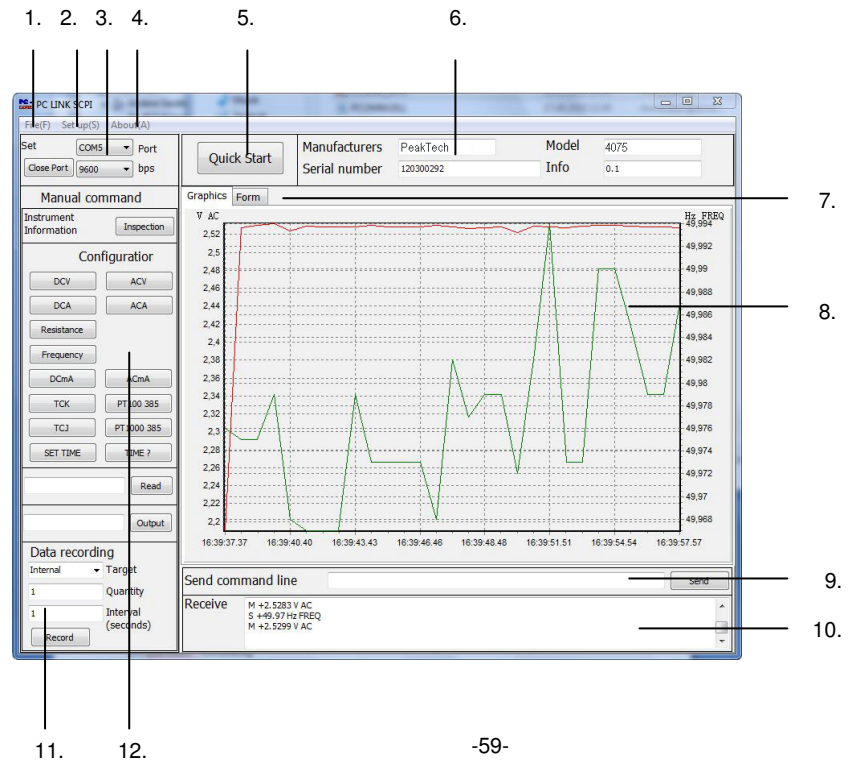 1. 2. 3. 4. 5. 6.
PC LINK SCPI
File(F) Set up(S) About(A)
Set COM5 Port
Close Port 9600 bps
Quick Start
Manufacturers PeakTech Model 4075
Serial number 120300292 Info 0.1
Manual command
Instrument Information Inspection
Configuration
DCV ACV
DCA ACA
Resistance
Frequency
DCmA ACmA
TCK PT100 385
TCJ PT1000 385
SET TIME TIME ?
Read
Output
Data recording
Internal Target
1 Quantity
1 Interval (seconds)
Record
Graphics Form
7.
V AC Hz FREQ
2,52
2,5
2,48
2,46
2,44
2,42
2,4
2,38
2,36
2,34
2,32
2,3
2,28
2,26
2,24
2,22
2,2
49,994
49,992
49,99
49,988
49,986
49,984
49,982
49,98
49,978
49,976
49,974
49,972
49,97
49,968
8.
16:39:37.37 16:39:40.40 16:39:43.43 16:39:46.46 16:39:48.48 16:39:51.51 16:39:54.54 16:39:57.57
Send command line Send
9.
Receive M +2.5283 V AC
S +49.97 Hz FREQ
M +2.5299 V AC
10.
11. 12.
-59-